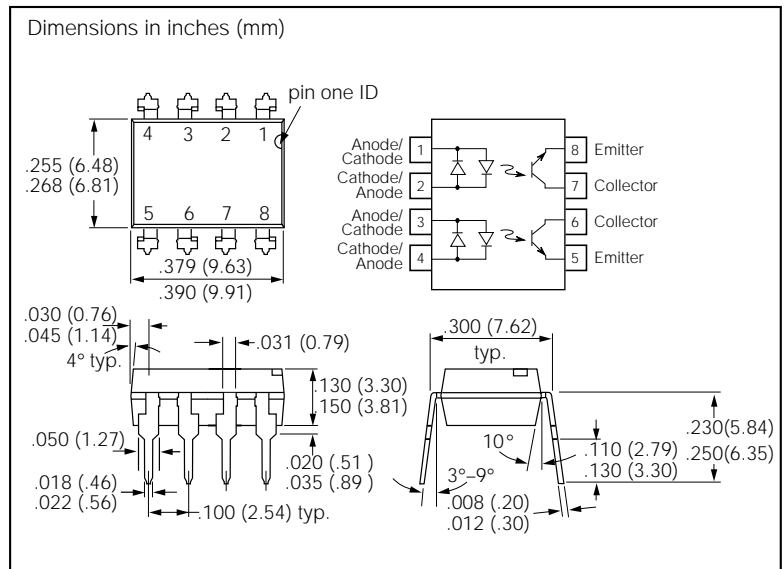 Dimensions in inches (mm)
pin one ID
4 3 2 1
5 6 7 8
.255 (6.48)
.268 (6.81)
.379 (9.63)
.390 (9.91)
Anode/
Cathode
1
Cathode/
Anode
2
Anode/
Cathode
3
Cathode/
Anode
4
8 Emitter
7 Collector
6 Collector
5 Emitter
.030 (0.76)
.045 (1.14)
4° typ.
.031 (0.79)
.130 (3.30)
.150 (3.81)
.050 (1.27)
.020 (.51 )
.035 (.89 )
.018 (.46)
.022 (.56)
.100 (2.54) typ.
.300 (7.62)
typ.
.230(5.84)
.250(6.35)
10°
.110 (2.79)
.130 (3.30)
3°–9°
.008 (.20)
.012 (.30)